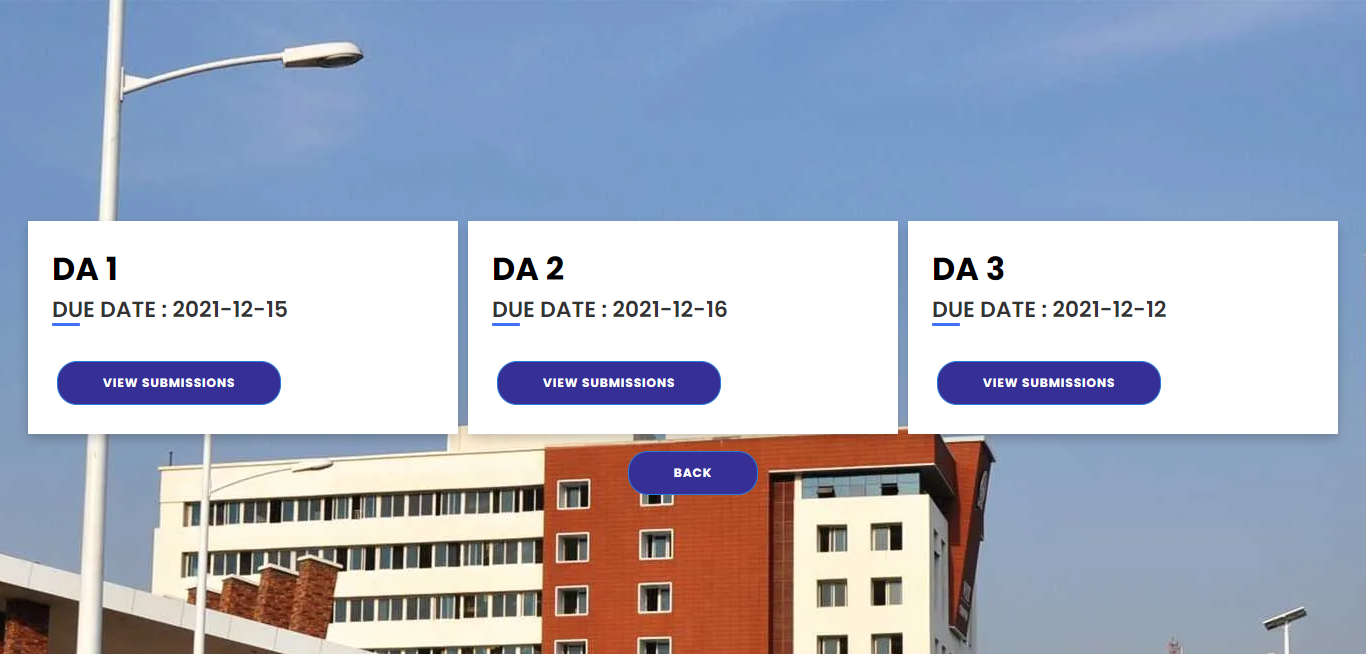 DA 1
DUE DATE : 2021-12-15
VIEW SUBMISSIONS
DA 2
DUE DATE : 2021-12-16
VIEW SUBMISSIONS
DA 3
DUE DATE : 2021-12-12
VIEW SUBMISSIONS
BACK